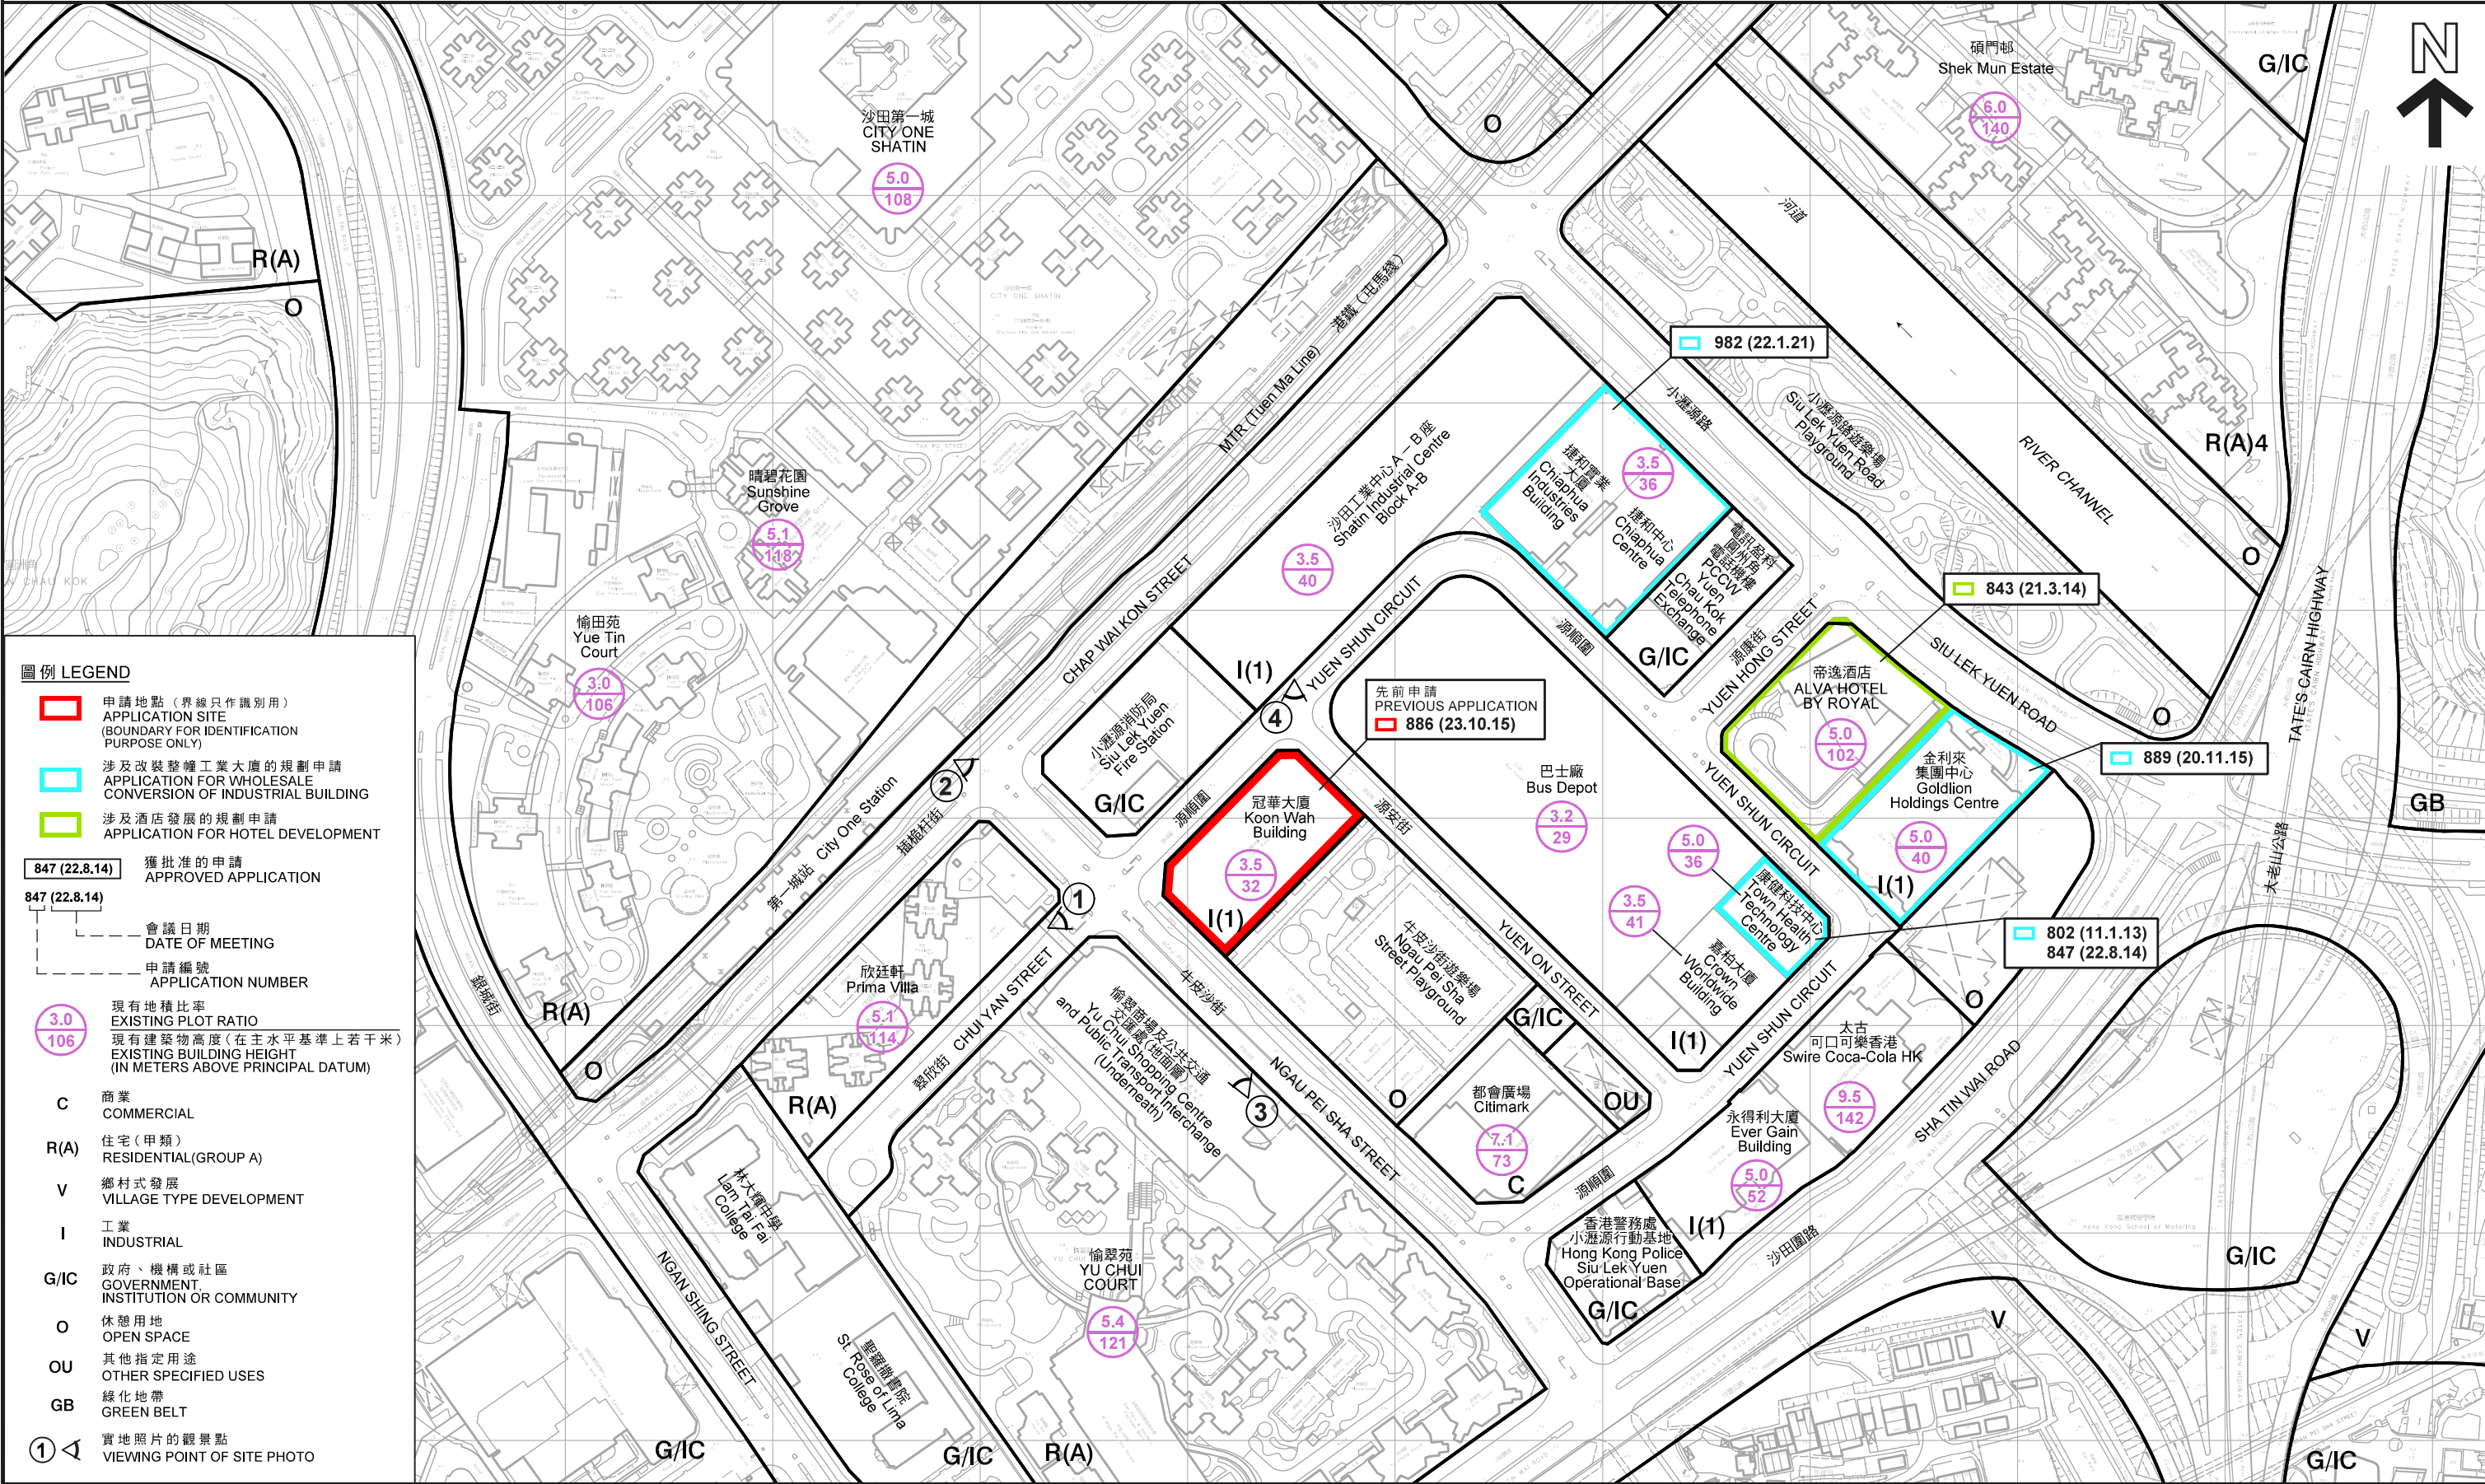 沙田第一城
CITY ONE
SHATIN
5.0
108
碩門邨
Shek Mun Estate
6.0
140
G/IC
N
O
R(A)
O
河道
港鐵（屯馬綫）
MTR (Tuen Ma Line)
982 (22.1.21)
小瀝源路
小瀝源路遊樂場
Siu Lek Yuen Road
Playground
RIVER CHANNEL
R(A)4
O
晴碧花園
Sunshine
Grove
5.1
118
沙田工業中心A－B座
Shatin Industrial Centre
Block A-B
3.5
40
捷和實業
大廈
Chiaphua
Industries
Building
3.5
36
捷和中心
Chiaphua
Centre
電訊盈科
圓洲角
電話機樓
PCCW
Yuen
Chau Kok
Telephone
Exchange
G/IC
愉田苑
Yue Tin
Court
3.0
106
CHAP WAI KON STREET
I(1)
YUEN SHUN CIRCUIT
源順圍
源康街
YUEN HONG STREET
843 (21.3.14)
SIU LEK YUEN ROAD
TATE'S CAIRN HIGHWAY
大老山公路
O
GB
小瀝源消防局
Siu Lek Yuen
Fire Station
G/IC
4
先前申請
PREVIOUS APPLICATION
886 (23.10.15)
帝逸酒店
ALVA HOTEL
BY ROYAL
5.0
102
金利來
集團中心
Goldlion
Holdings Centre
5.0
40
I(1)
889 (20.11.15)
2
插桅杆街
第一城站 City One Station
源順圍
冠華大廈
Koon Wah
Building
3.5
32
I(1)
源安街
巴士廠
Bus Depot
3.2
29
YUEN SHUN CIRCUIT
5.0
36
3.5
41
康健科技中心
Town Health
Technology
Centre
嘉柏大廈
Crown
Worldwide
Building
802 (11.1.13)
847 (22.8.14)
1
欣廷軒
Prima Villa
5.1
114
翠欣街 CHUI YAN STREET
牛皮沙街
NGAU PEI SHA STREET
牛皮沙街遊樂場
Ngau Pei Sha
Street Playground
YUEN ON STREET
G/IC
O
OU
I(1)
YUEN SHUN CIRCUIT
O
太古
可口可樂香港
Swire Coca-Cola HK
9.5
142
SHA TIN WAI ROAD
沙田圍路
愉翠商場及公共交通
交匯處(地面層)
Yu Chui Shopping Centre
and Public Transport Interchange
(Underneath)
3
都會廣場
Citimark
7.1
73
C
源順圍
永得利大廈
Ever Gain
Building
5.0
52
I(1)
香港警務處
小瀝源行動基地
Hong Kong Police
Siu Lek Yuen
Operational Base
G/IC
Hong Kong School of Motoring
G/IC
V
V
G/IC
銀城街
R(A)
O
R(A)
林大輝中學
Lam Tai Fai
College
NGAN SHING STREET
聖羅撒書院
St. Rose of Lima
College
愉翠苑
YU CHUI
COURT
5.4
121
G/IC
G/IC
R(A)
圖例 LEGEND
申請地點（界線只作識別用）
APPLICATION SITE
(BOUNDARY FOR IDENTIFICATION
PURPOSE ONLY)
涉及改裝整幢工業大廈的規劃申請
APPLICATION FOR WHOLESALE
CONVERSION OF INDUSTRIAL BUILDING
涉及酒店發展的規劃申請
APPLICATION FOR HOTEL DEVELOPMENT
847 (22.8.14)
獲批准的申請
APPROVED APPLICATION
847 (22.8.14)
會議日期
DATE OF MEETING
申請編號
APPLICATION NUMBER
3.0
106
現有地積比率
EXISTING PLOT RATIO
現有建築物高度(在主水平基準上若干米)
EXISTING BUILDING HEIGHT
(IN METERS ABOVE PRINCIPAL DATUM)
C
商業
COMMERCIAL
R(A)
住宅(甲類)
RESIDENTIAL(GROUP A)
V
鄉村式發展
VILLAGE TYPE DEVELOPMENT
I
工業
INDUSTRIAL
G/IC
政府、機構或社區
GOVERNMENT,
INSTITUTION OR COMMUNITY
O
休憩用地
OPEN SPACE
OU
其他指定用途
OTHER SPECIFIED USES
GB
綠化地帶
GREEN BELT
1
實地照片的觀景點
VIEWING POINT OF SITE PHOTO